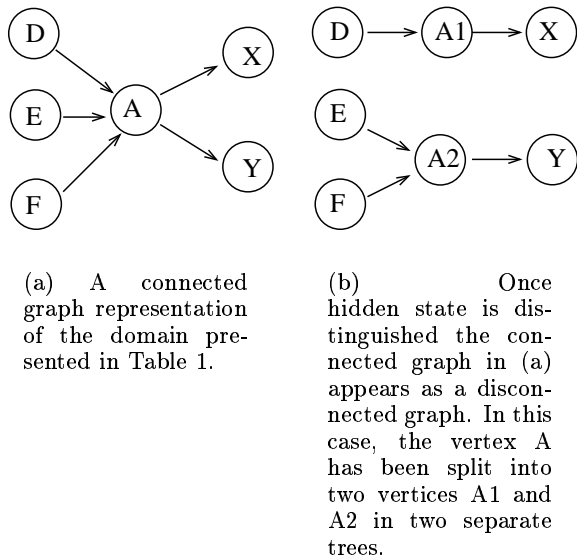 D
E
F
A
X
Y
D
A1
X
E
F
A2
Y
(a) A connected
graph representation
of the domain pre-
sented in Table 1.
(b) Once
hidden state is dis-
tinguished the con-
nected graph in (a)
appears as a discon-
nected graph. In this
case, the vertex A
has been split into
two vertices A1 and
A2 in two separate
trees.